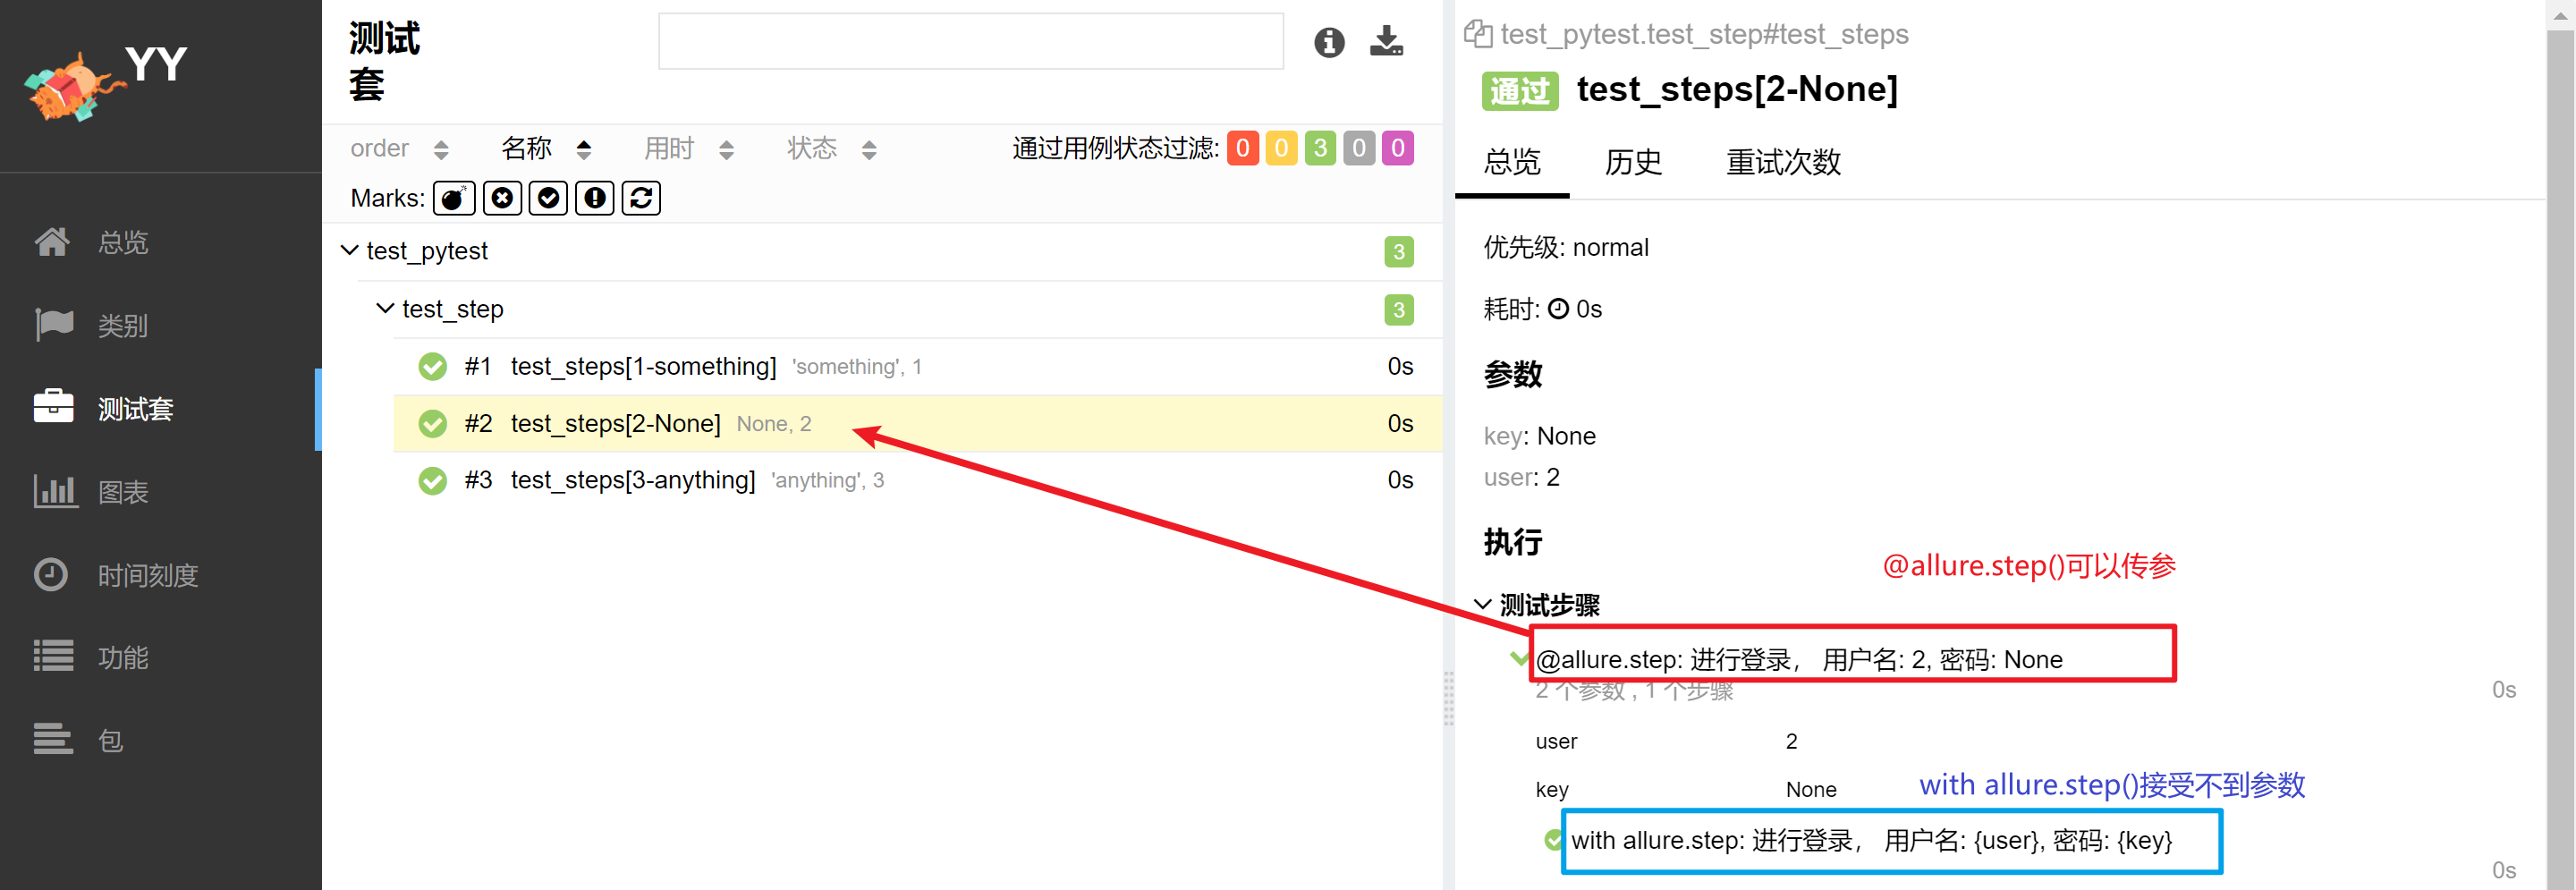 YY
总览
类别
测试套
图表
时间刻度
功能
包
测试
套
order 名称 用时 状态 通过用例状态过滤: 0 0 3 0 0
Marks:
test_pytest 3
test_step 3
#1 test_steps[1-something] 'something', 1 0s
#2 test_steps[2-None] None, 2 0s
#3 test_steps[3-anything] 'anything', 3 0s
test_pytest.test_step#test_steps
通过 test_steps[2-None]
总览 历史 重试次数
优先级: normal
耗时: 0s
参数
key: None
user: 2
执行
@allure.step()可以传参
测试步骤
@allure.step: 进行登录， 用户名: 2, 密码: None
2 个参数 , 1 个步骤 0s
user 2
key None
with allure.step()接受不到参数
with allure.step: 进行登录， 用户名: {user}, 密码: {key}
0s